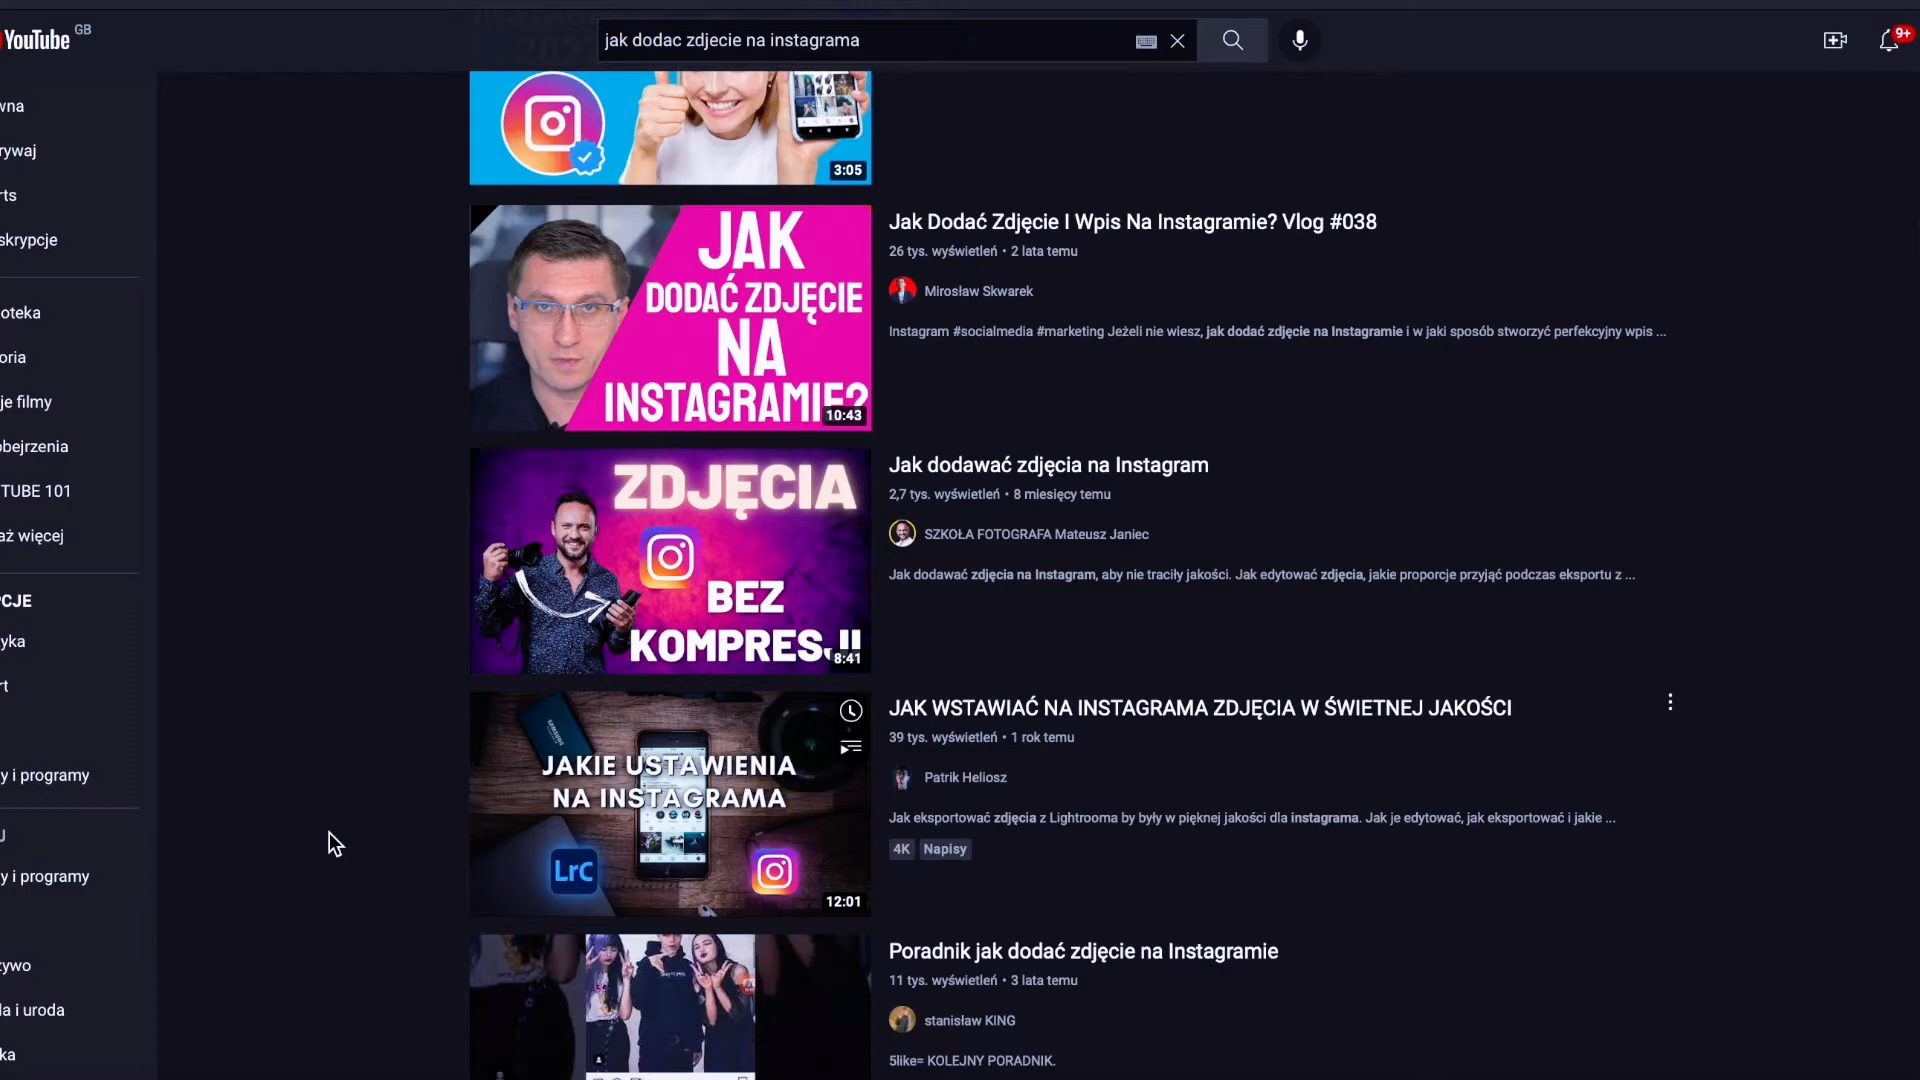 YouTube GB
jak dodac zdjecie na instagrama
9+
wna
rywaj
rts
skrypcje
oteka
oria
je filmy
obejrzenia
TUBE 101
aż więcej
CJE
yka
rt
y i programy
J
y i programy
żywo
la i uroda
ka
3:05
JAK
DODAĆ ZDJĘCIE
NA
INSTAGRAMIE?
10:43
Jak Dodać Zdjęcie I Wpis Na Instagramie? Vlog #038
26 tys. wyświetleń • 2 lata temu
Mirosław Skwarek
Instagram #socialmedia #marketing Jeżeli nie wiesz, jak dodać zdjęcie na Instagramie i w jaki sposób stworzyć perfekcyjny wpis ...
ZDJĘCIA
BEZ
KOMPRESJI!
8:41
Jak dodawać zdjęcia na Instagram
2,7 tys. wyświetleń • 8 miesięcy temu
SZKOŁA FOTOGRAFA Mateusz Janiec
Jak dodawać zdjęcia na Instagram, aby nie traciły jakości. Jak edytować zdjęcia, jakie proporcje przyjąć podczas eksportu z ...
SAMSUNG
JAKIE USTAWIENIA
NA INSTAGRAMA
LrC
12:01
JAK WSTAWIAĆ NA INSTAGRAMA ZDJĘCIA W ŚWIETNEJ JAKOŚCI
39 tys. wyświetleń • 1 rok temu
Patrik Heliosz
Jak eksportować zdjęcia z Lightrooma by były w pięknej jakości dla instagrama. Jak je edytować, jak eksportować i jakie ...
4K Napisy
Poradnik jak dodać zdjęcie na Instagramie
11 tys. wyświetleń • 3 lata temu
stanisław KING
5like= KOLEJNY PORADNIK.